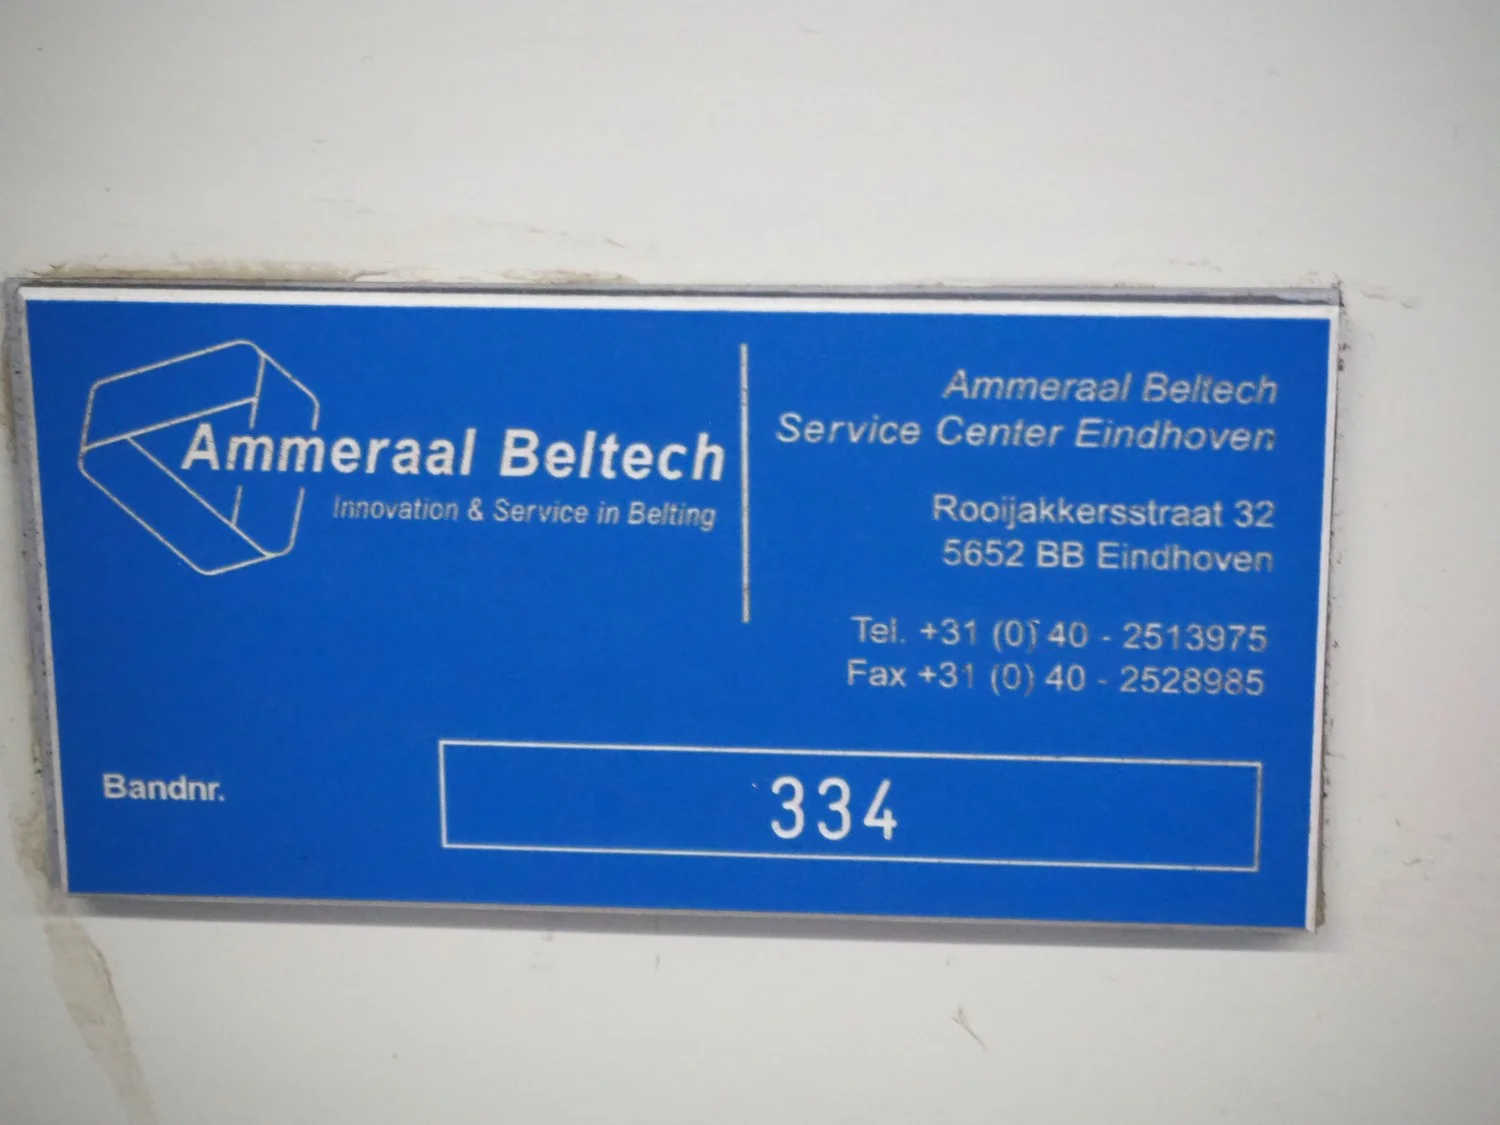 Ammeraal Beltech
Innovation & Service in Belting
Ammeraal Beltech
Service Center Eindhoven
Rooijakkersstraat 32
5652 BB Eindhoven
Tel. +31 (0) 40 - 2513975
Fax +31 (0) 40 - 2528985
Bandnr.
334